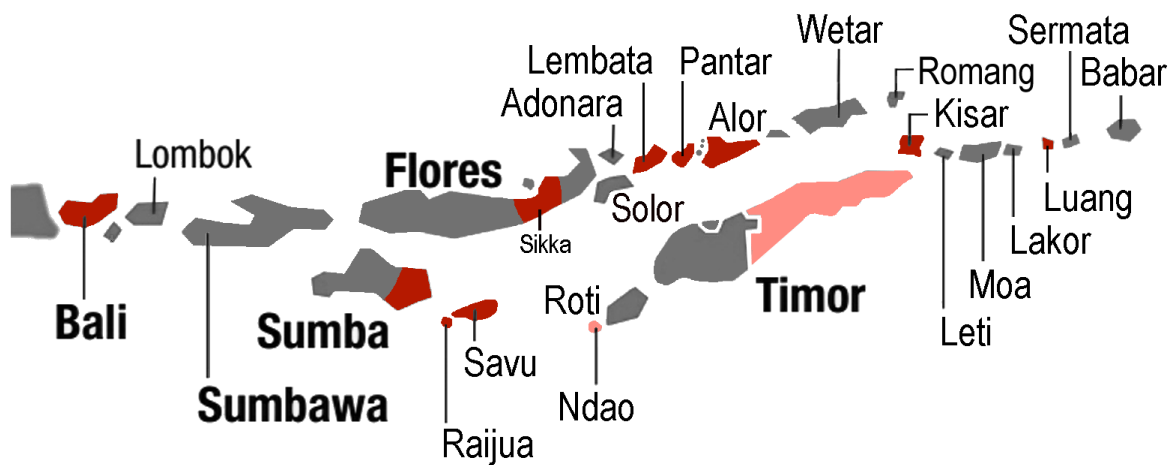 Wetar
Sermata
Lembata
Pantar
Romang
Babar
Adonara
Alor
Kisar
Lombok
Flores
Solor
Luang
Sikka
Lakor
Roti
Timor
Moa
Bali
Sumba
Savu
Leti
Sumbawa
Ndao
Raijua